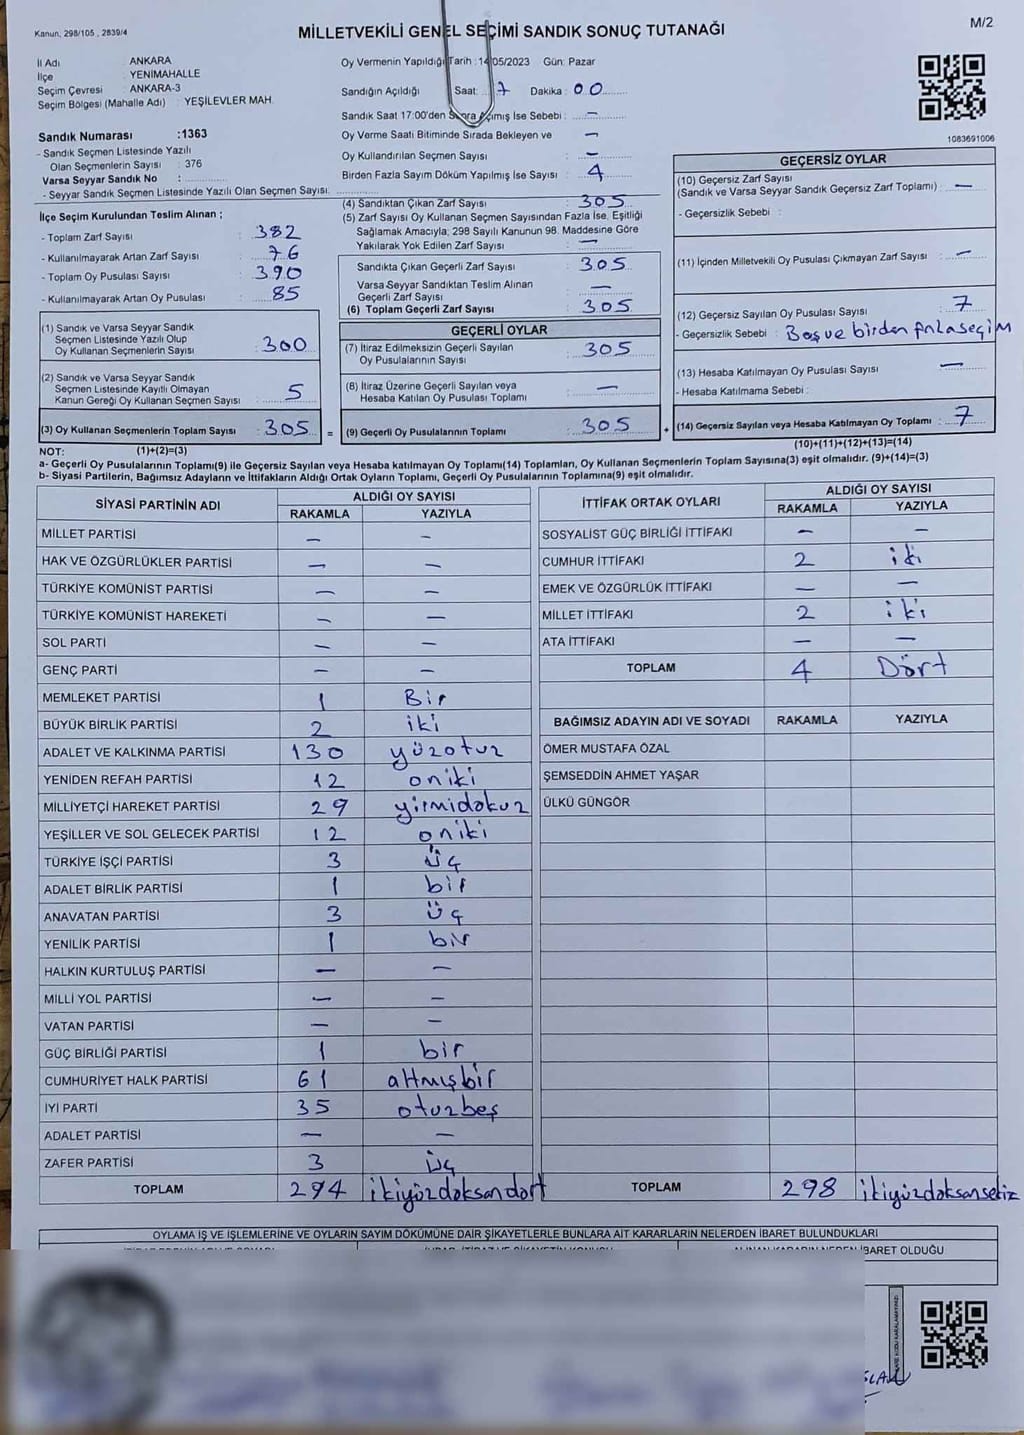 Kanun, 298/105 , 2839/4
MİLLETVEKİLİ GENEL SEÇİMİ SANDIK SONUÇ TUTANAĞI
M/2
İl Adı ANKARA
İlçe YENİMAHALLE
Seçim Çevresi : ANKARA-3
Seçim Bölgesi (Mahalle Adı) : YEŞİLEVLER MAH.
Sandık Numarası :1363
- Sandık Seçmen Listesinde Yazılı
Olan Seçmenlerin Sayısı : 376
Varsa Seyyar Sandık No :
- Seyyar Sandık Seçmen Listesinde Yazılı Olan Seçmen Sayısı:
Oy Vermenin Yapıldığı Tarih : 14/05/2023 Gün: Pazar
Sandığın Açıldığı Saat: 7 Dakika : 00
Sandık Saat 17:00'den Sonra Açımış İse Sebebi : —
Oy Verme Saati Bitiminde Sırada Bekleyen ve —
Oy Kullandırılan Seçmen Sayısı : —
Birden Fazla Sayım Döküm Yapılmış İse Sayısı : 4
1083691006
İlçe Seçim Kurulundan Teslim Alınan ;
- Toplam Zarf Sayısı : 382
- Kullanılmayarak Artan Zarf Sayısı : 76
- Toplam Oy Pusulası Sayısı : 390
- Kullanılmayarak Artan Oy Pusulası : 85
(1) Sandık ve Varsa Seyyar Sandık
Seçmen Listesinde Yazılı Olup
Oy Kullanan Seçmenlerin Sayısı : 300
(2) Sandık ve Varsa Seyyar Sandık
Seçmen Listesinde Kayıtlı Olmayan
Kanun Gereği Oy Kullanan Seçmen Sayısı : 5
(3) Oy Kullanan Seçmenlerin Toplam Sayısı : 305 =
(4) Sandıktan Çıkan Zarf Sayısı : 305
(5) Zarf Sayısı Oy Kullanan Seçmen Sayısından Fazla İse, Eşitliği
Sağlamak Amacıyla; 298 Sayılı Kanunun 98. Maddesine Göre
Yakılarak Yok Edilen Zarf Sayısı : —
Sandıkta Çıkan Geçerli Zarf Sayısı : 305
Varsa Seyyar Sandıktan Teslim Alınan
Geçerli Zarf Sayısı : —
(6) Toplam Geçerli Zarf Sayısı : 305
GEÇERLİ OYLAR
(7) İtiraz Edilmeksizin Geçerli Sayılan
Oy Pusulalarının Sayısı : 305
(8) İtiraz Üzerine Geçerli Sayılan veya
Hesaba Katılan Oy Pusulası Toplamı : —
(9) Geçerli Oy Pusulalarının Toplamı : 305 +
GEÇERSİZ OYLAR
(10) Geçersiz Zarf Sayısı
(Sandık ve Varsa Seyyar Sandık Geçersiz Zarf Toplamı) : —
- Geçersizlik Sebebi :
(11) İçinden Milletvekili Oy Pusulası Çıkmayan Zarf Sayısı : —
(12) Geçersiz Sayılan Oy Pusulası Sayısı : 7
- Geçersizlik Sebebi : Boş ve birden fazla seçim
(13) Hesaba Katılmayan Oy Pusulası Sayısı : —
- Hesaba Katılmama Sebebi :
(14) Geçersiz Sayılan veya Hesaba Katılmayan Oy Toplamı : 7
NOT: (1)+(2)=(3)
(10)+(11)+(12)+(13)=(14)
a- Geçerli Oy Pusulalarının Toplamı(9) ile Geçersiz Sayılan veya Hesaba katılmayan Oy Toplamı(14) Toplamları, Oy Kullanan Seçmenlerin Toplam Sayısına(3) eşit olmalıdır. (9)+(14)=(3)
b- Siyasi Partilerin, Bağımsız Adayların ve İttifakların Aldığı Ortak Oyların Toplamı, Geçerli Oy Pusulalarının Toplamına(9) eşit olmalıdır.
SİYASİ PARTİNİN ADI ALDIĞI OY SAYISI
RAKAMLA YAZIYLA
MİLLET PARTİSİ — —
HAK VE ÖZGÜRLÜKLER PARTİSİ — —
TÜRKİYE KOMÜNİST PARTİSİ — —
TÜRKİYE KOMÜNİST HAREKETİ — —
SOL PARTİ — —
GENÇ PARTİ — —
MEMLEKET PARTİSİ 1 Bir
BÜYÜK BİRLİK PARTİSİ 2 iki
ADALET VE KALKINMA PARTİSİ 130 yüzotuz
YENİDEN REFAH PARTİSİ 12 oniki
MİLLİYETÇİ HAREKET PARTİSİ 29 yirmidokuz
YEŞİLLER VE SOL GELECEK PARTİSİ 12 oniki
TÜRKİYE İŞÇİ PARTİSİ 3 üç
ADALET BİRLİK PARTİSİ 1 bir
ANAVATAN PARTİSİ 3 üç
YENİLİK PARTİSİ 1 bir
HALKIN KURTULUŞ PARTİSİ — —
MİLLİ YOL PARTİSİ — —
VATAN PARTİSİ — —
GÜÇ BİRLİĞİ PARTİSİ 1 bir
CUMHURİYET HALK PARTİSİ 61 altmışbir
İYİ PARTİ 35 otuzbeş
ADALET PARTİSİ — —
ZAFER PARTİSİ 3 üç
TOPLAM 294 ikiyüzdoksandört
İTTİFAK ORTAK OYLARI ALDIĞI OY SAYISI
RAKAMLA YAZIYLA
SOSYALİST GÜÇ BİRLİĞİ İTTİFAKI — —
CUMHUR İTTİFAKI 2 iki
EMEK VE ÖZGÜRLÜK İTTİFAKI — —
MİLLET İTTİFAKI 2 iki
ATA İTTİFAKI — —
TOPLAM 4 Dört
BAĞIMSIZ ADAYIN ADI VE SOYADI RAKAMLA YAZIYLA
ÖMER MUSTAFA ÖZAL
ŞEMSEDDİN AHMET YAŞAR
ÜLKÜ GÜNGÖR
TOPLAM 298 ikiyüzdoksansekiz
OYLAMA İŞ VE İŞLEMLERİNE VE OYLARIN SAYIM DÖKÜMÜNE DAİR ŞİKAYETLERLE BUNLARA AİT KARARLARIN NELERDEN İBARET BULUNDUKLARI
İBARET OLDUĞU